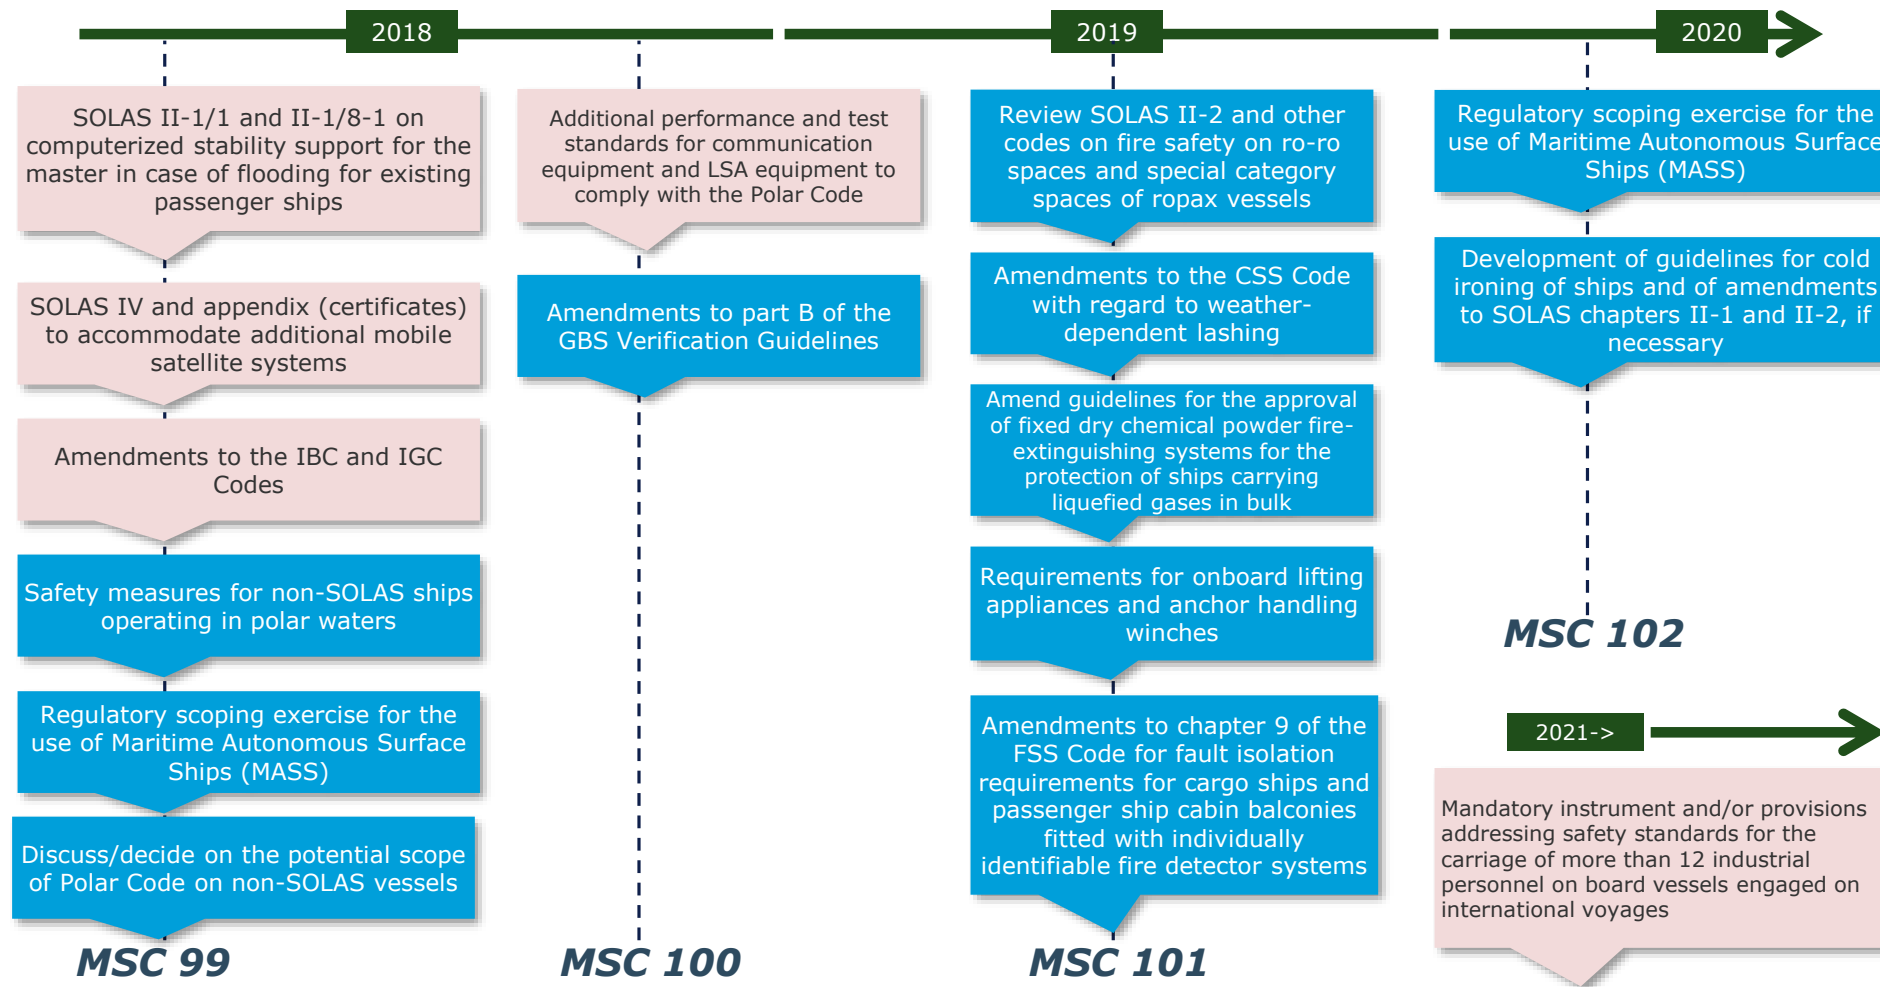 2018
2019
2020
SOLAS II-1/1 and II-1/8-1 on
computerized stability support for the
master in case of flooding for existing
passenger ships
SOLAS IV and appendix (certificates)
to accommodate additional mobile
satellite systems
Amendments to the IBC and IGC
Codes
Safety measures for non-SOLAS ships
operating in polar waters
Regulatory scoping exercise for the
use of Maritime Autonomous Surface
Ships (MASS)
Discuss/decide on the potential scope
of Polar Code on non-SOLAS vessels
MSC 99
Additional performance and test
standards for communication
equipment and LSA equipment to
comply with the Polar Code
Amendments to part B of the
GBS Verification Guidelines
MSC 100
Review SOLAS II-2 and other
codes on fire safety on ro-ro
spaces and special category
spaces of ropax vessels
Amendments to the CSS Code
with regard to weather-
dependent lashing
Amend guidelines for the approval
of fixed dry chemical powder fire-
extinguishing systems for the
protection of ships carrying
liquefied gases in bulk
Requirements for onboard lifting
appliances and anchor handling
winches
Amendments to chapter 9 of the
FSS Code for fault isolation
requirements for cargo ships and
passenger ship cabin balconies
fitted with individually
identifiable fire detector systems
MSC 101
Regulatory scoping exercise for the
use of Maritime Autonomous Surface
Ships (MASS)
Development of guidelines for cold
ironing of ships and of amendments
to SOLAS chapters II-1 and II-2, if
necessary
MSC 102
2021->
Mandatory instrument and/or provisions
addressing safety standards for the
carriage of more than 12 industrial
personnel on board vessels engaged on
international voyages